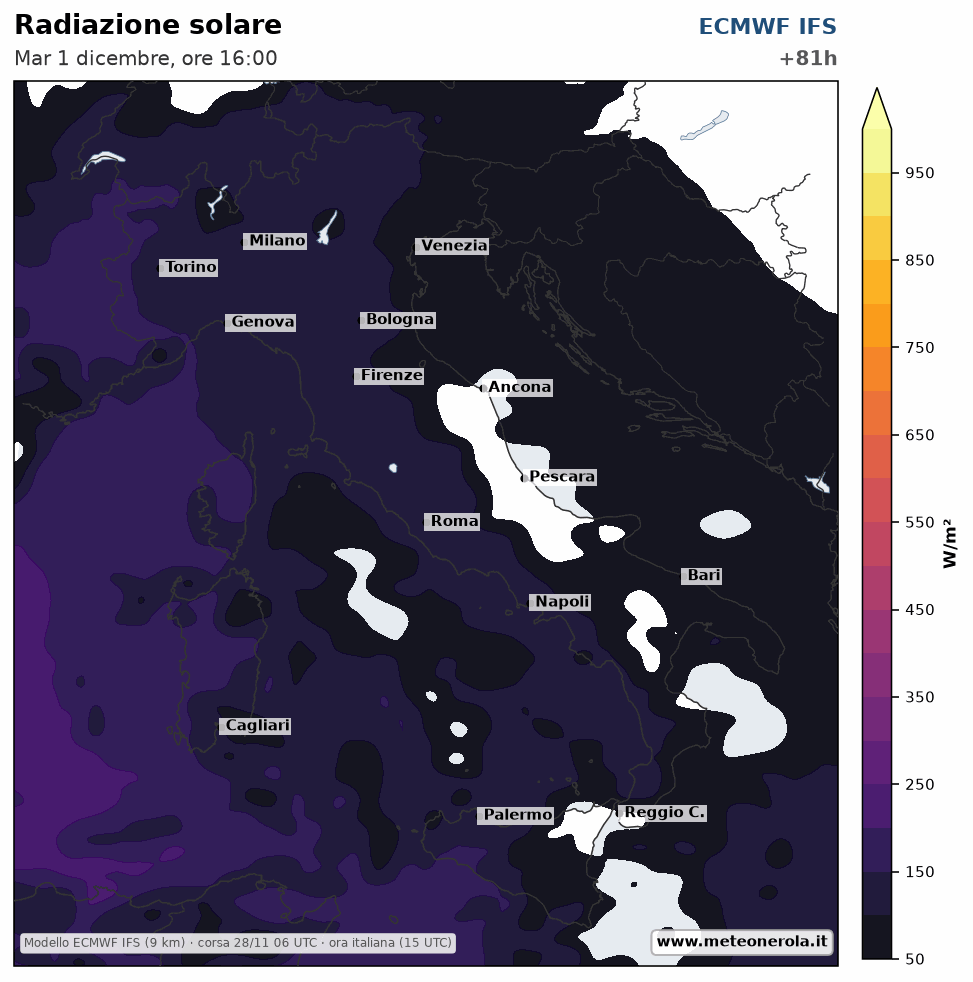 Radiazione solare
ECMWF IFS
Mar 1 dicembre, ore 16:00
+81h
Milano
Venezia
Torino
Genova
Bologna
Firenze
Ancona
Pescara
Roma
Bari
Napoli
Cagliari
Palermo
Reggio C.
950
850
750
650
550
450
350
250
150
50
W/m²
Modello ECMWF IFS (9 km) · corsa 28/11 06 UTC · ora italiana (15 UTC)
www.meteonerola.it